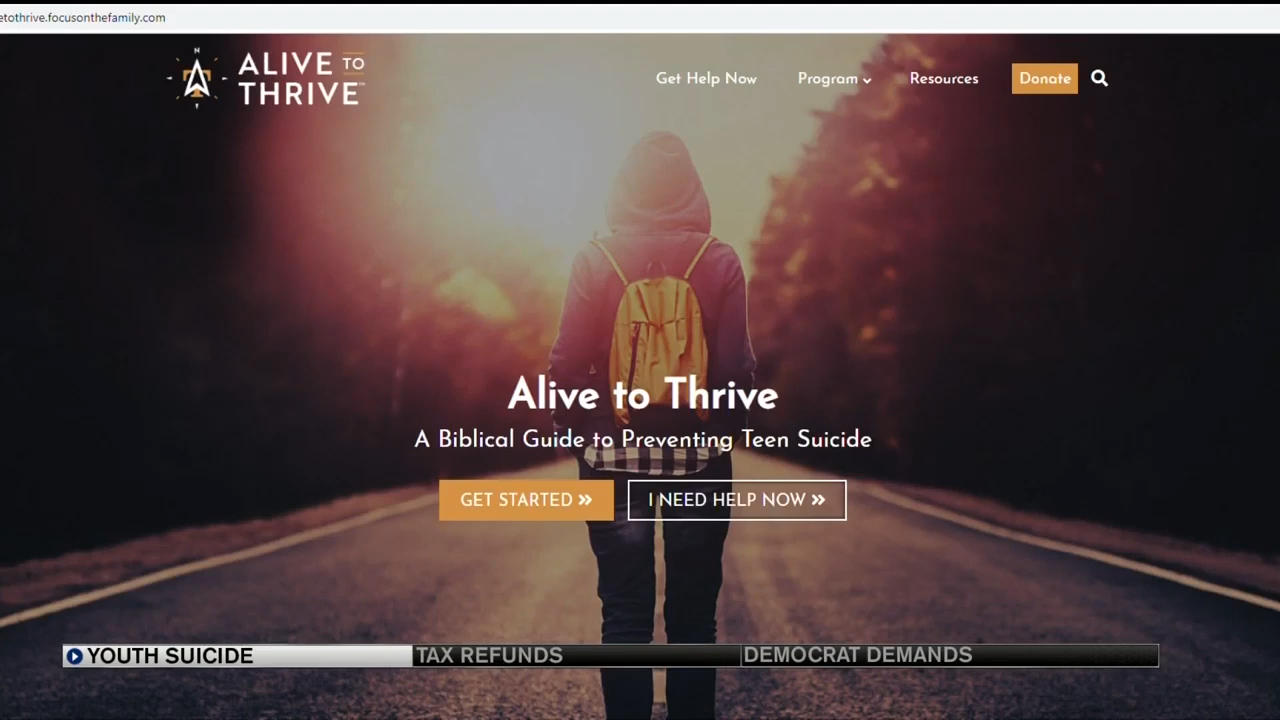 etothrive.focusonthefamily.com
N
ALIVE TO
THRIVE
Get Help Now
Program
Resources
Donate
Alive to Thrive
A Biblical Guide to Preventing Teen Suicide
GET STARTED »
I NEED HELP NOW »
YOUTH SUICIDE
TAX REFUNDS
DEMOCRAT DEMANDS